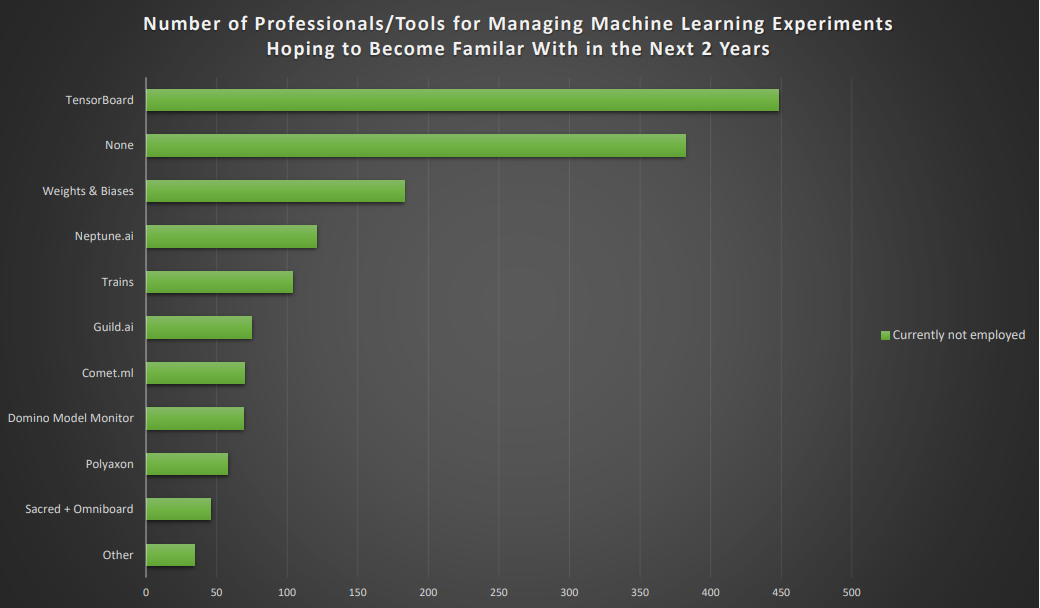 Number of Professionals/Tools for Managing Machine Learning Experiments
Hoping to Become Familar With in the Next 2 Years
TensorBoard
None
Weights & Biases
Neptune.ai
Trains
Guild.ai
Comet.ml
Domino Model Monitor
Polyaxon
Sacred + Omniboard
Other
Currently not employed
0 50 100 150 200 250 300 350 400 450 500